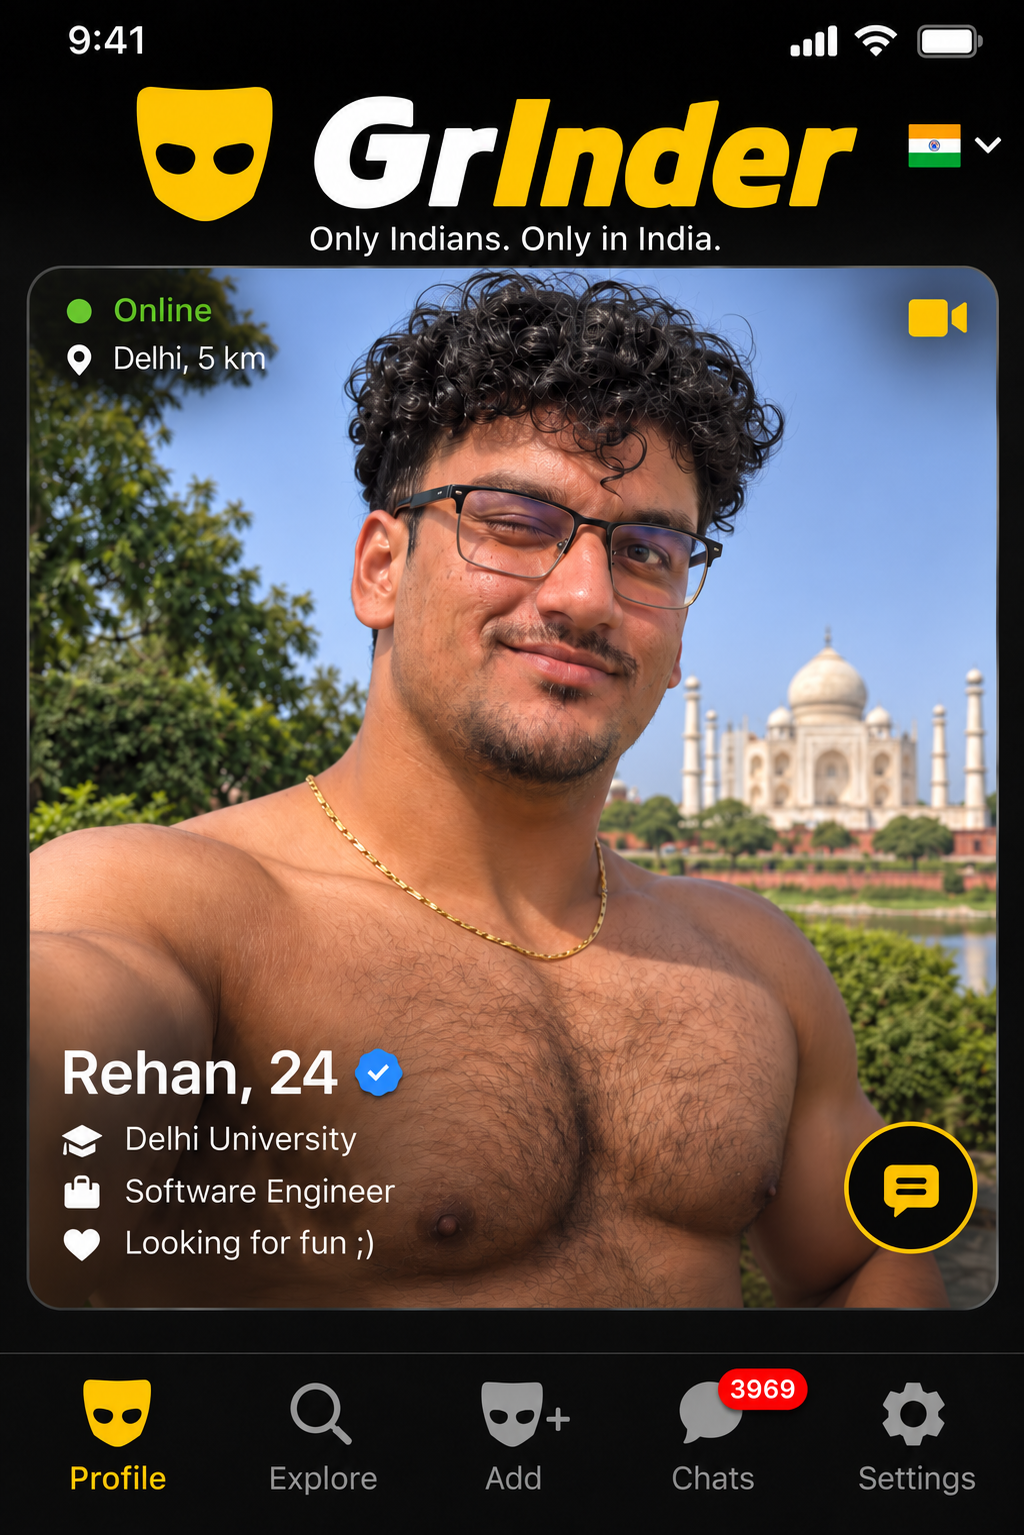 9:41
GrInder
Only Indians. Only in India.
Online
Delhi, 5 km
Rehan, 24
Delhi University
Software Engineer
Looking for fun ;)
3969
Profile
Explore
Add
Chats
Settings